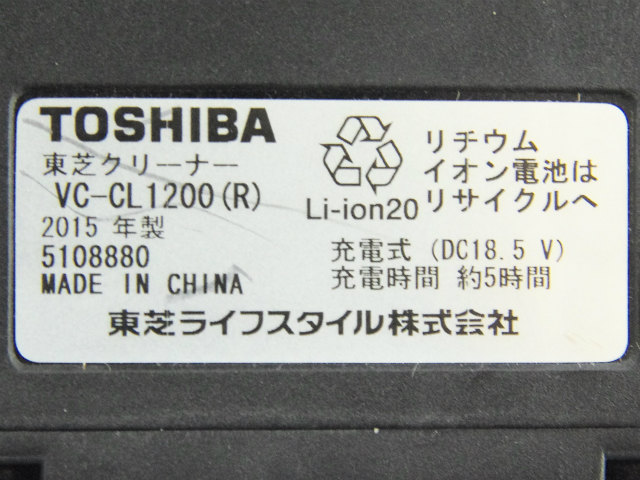 TOSHIBA
東芝クリーナー
VC-CL1200(R)
2015 年製
5108880
MADE IN CHINA
Li-ion20
リチウム
イオン電池は
リサイクルへ
充電式 (DC18.5 V)
充電時間 約5時間
東芝ライフスタイル株式会社